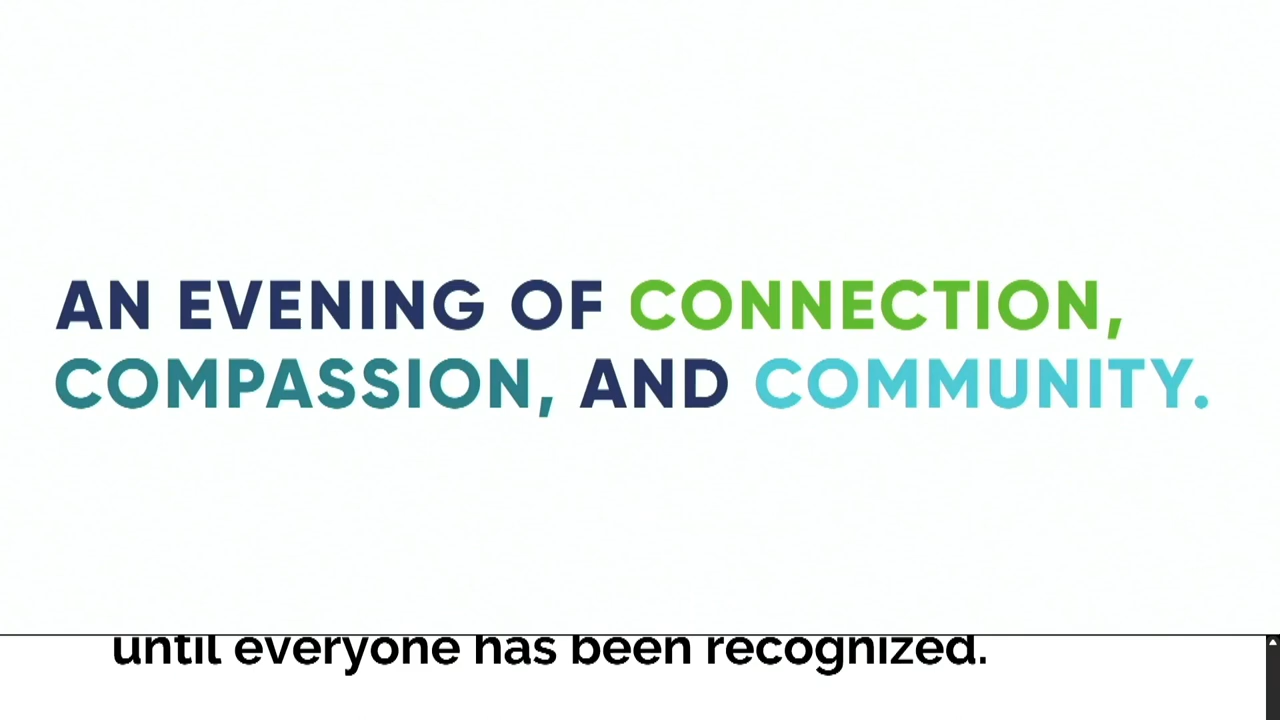 AN EVENING OF CONNECTION,
COMPASSION, AND COMMUNITY.
until everyone has been recognized.